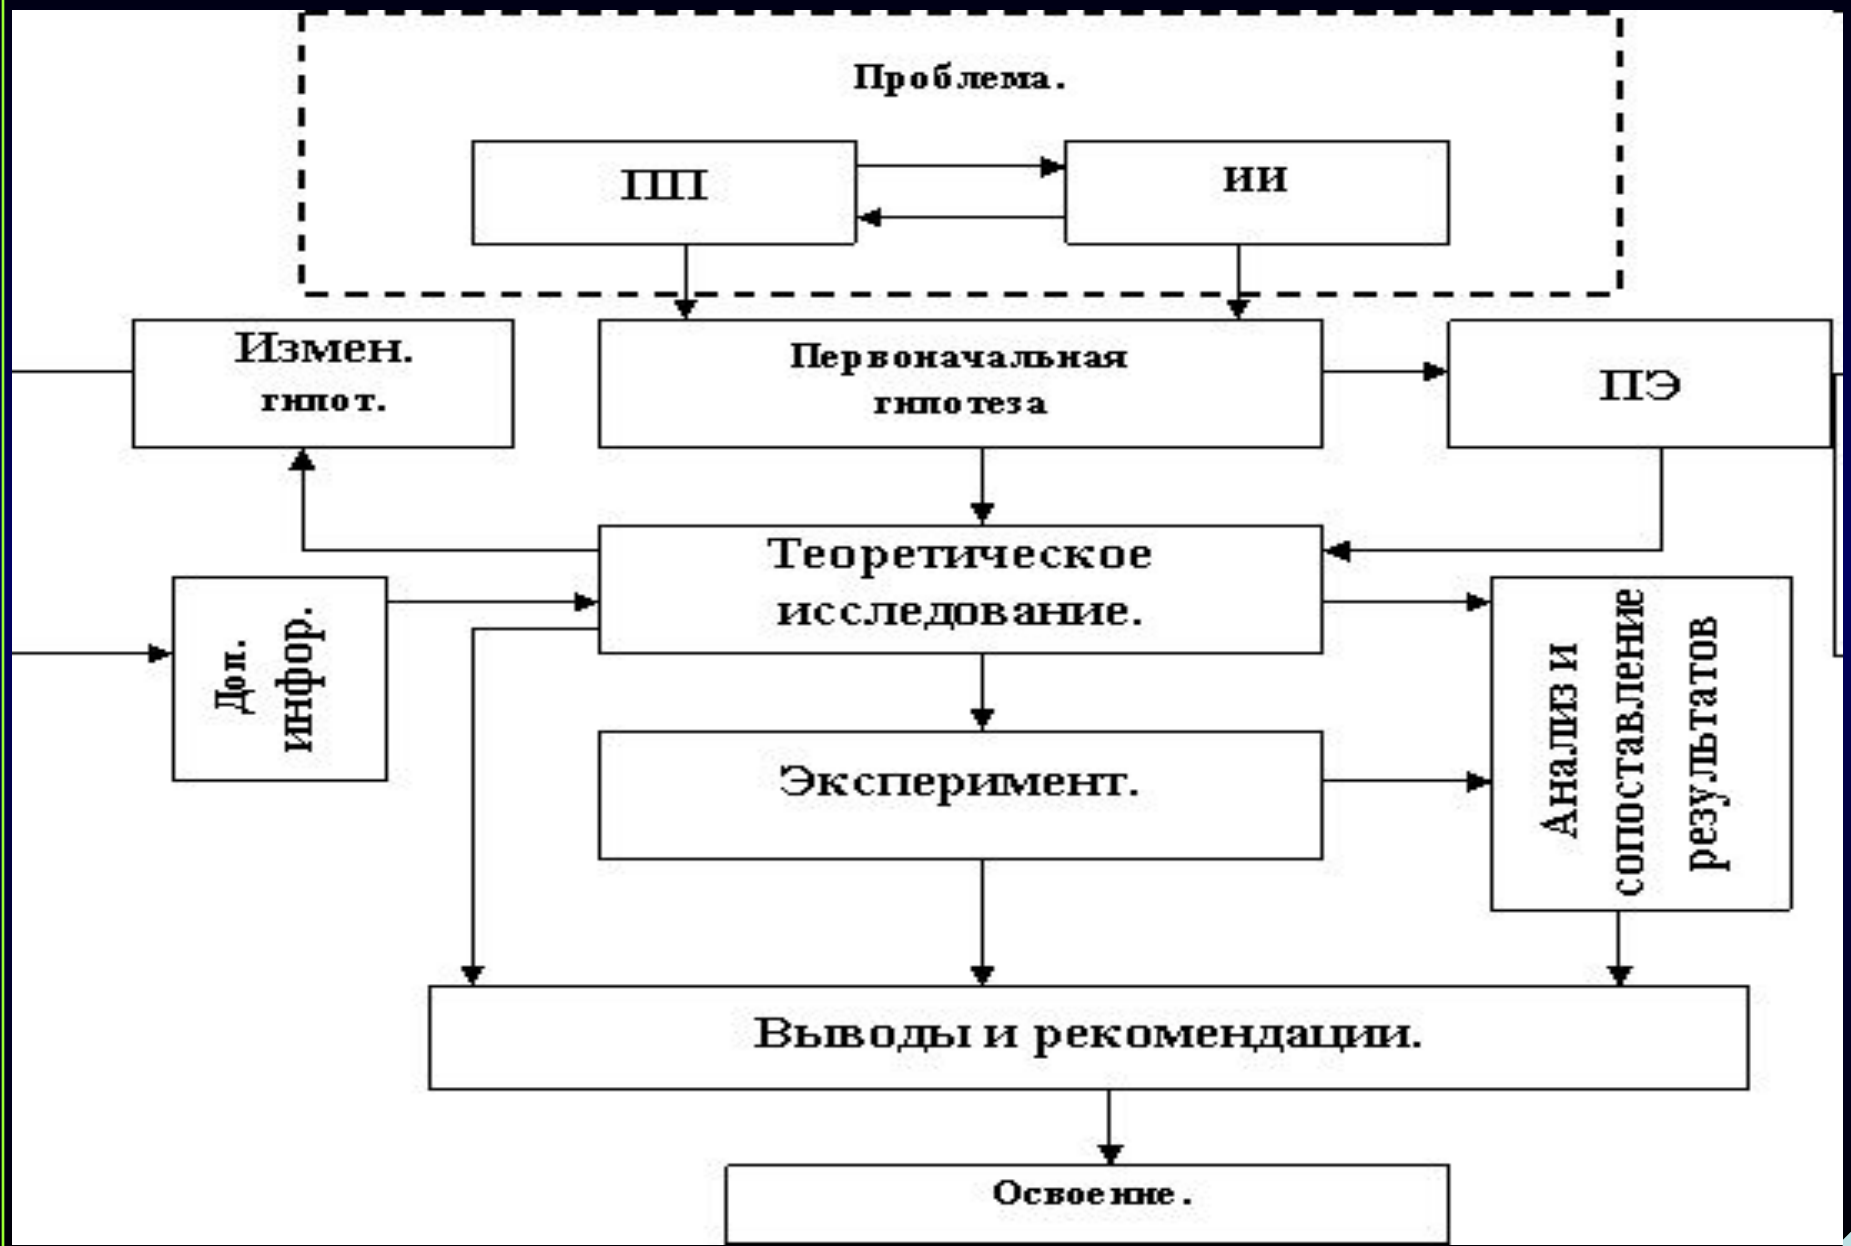 Проблема.
ПП
ИИ
Измен.
гипот.
Первоначальная
гипотеза
ПЭ
Теоретическое
исследование.
Доп.
инфор.
Анализ и
сопоставление
результатов
Эксперимент.
Выводы и рекомендации.
Освоение.